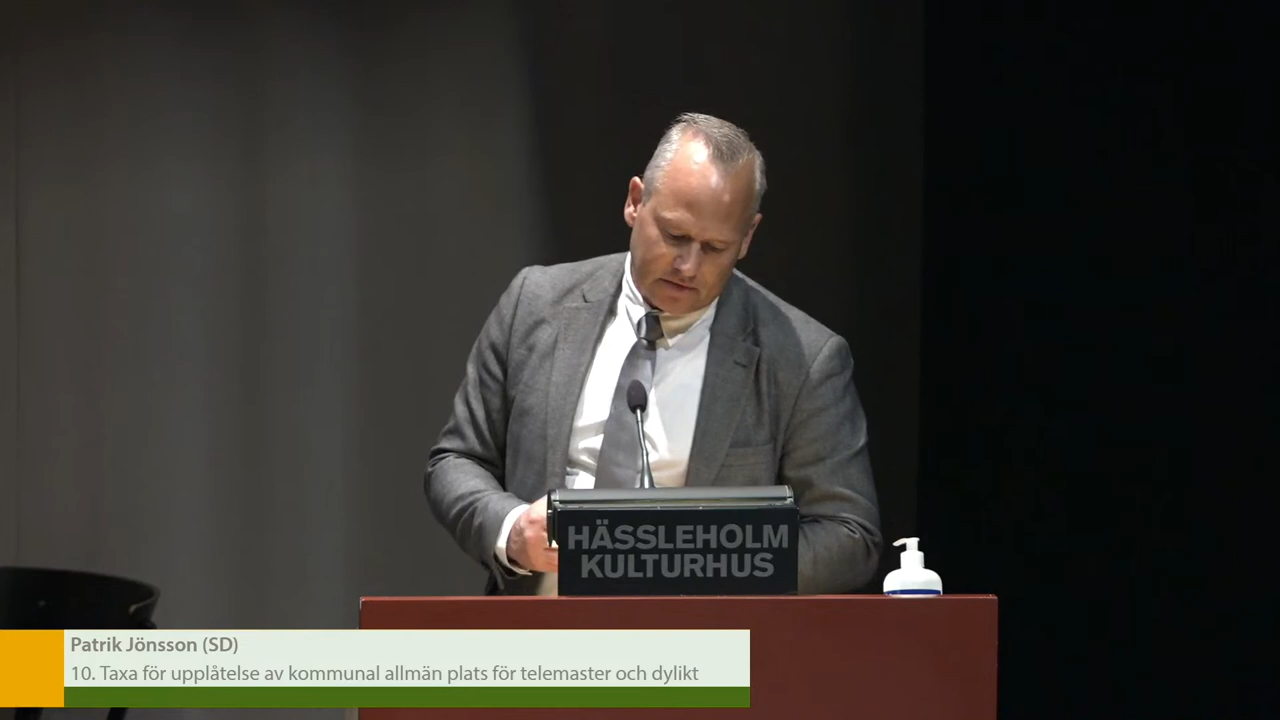 HÄSSLEHOLM
KULTURHUS
Patrik Jönsson (SD)
10. Taxa för upplåtelse av kommunal allmän plats för telemaster och dylikt